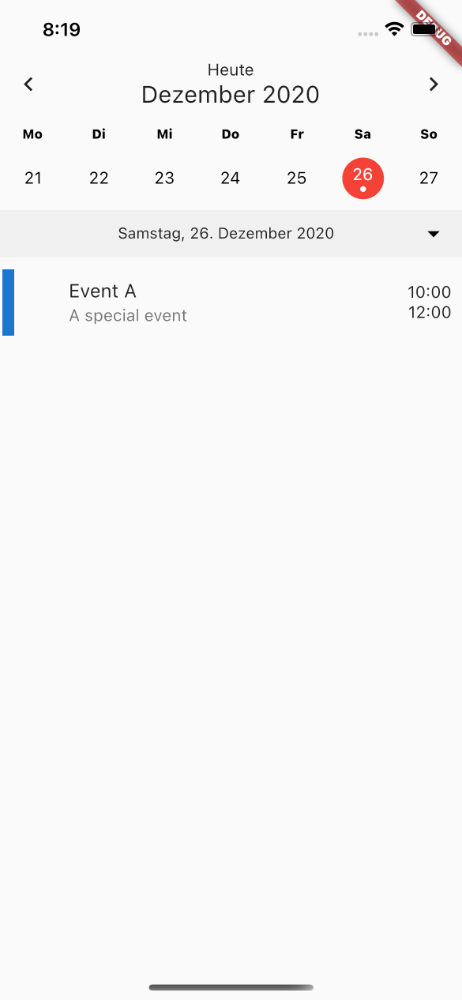 8:19
DEBUG
Heute
Dezember 2020
Mo Di Mi Do Fr Sa So
21 22 23 24 25 26 27
Samstag, 26. Dezember 2020
Event A 10:00
A special event 12:00